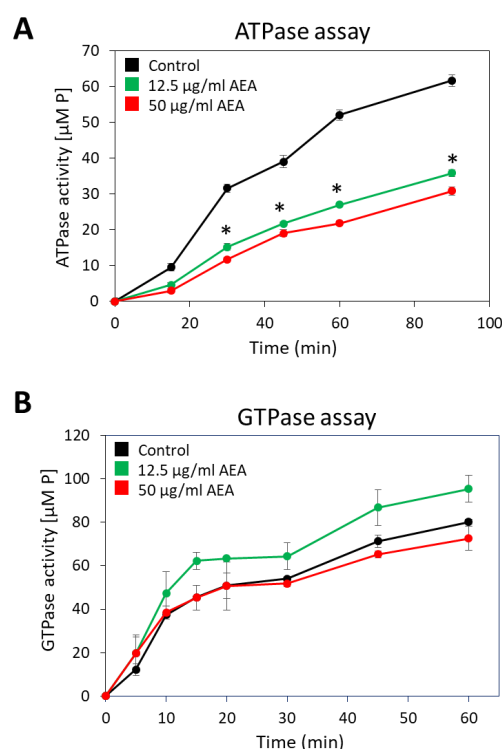 A
ATPase assay
Control
12.5 µg/ml AEA
50 µg/ml AEA
ATPase activity [µM P]
70
60
50
40
30
20
10
0
*
*
*
*
0 20 40 60 80 100
Time (min)
B
GTPase assay
Control
12.5 µg/ml AEA
50 µg/ml AEA
GTPase activity [µM P]
120
100
80
60
40
20
0
0 10 20 30 40 50 60
Time (min)